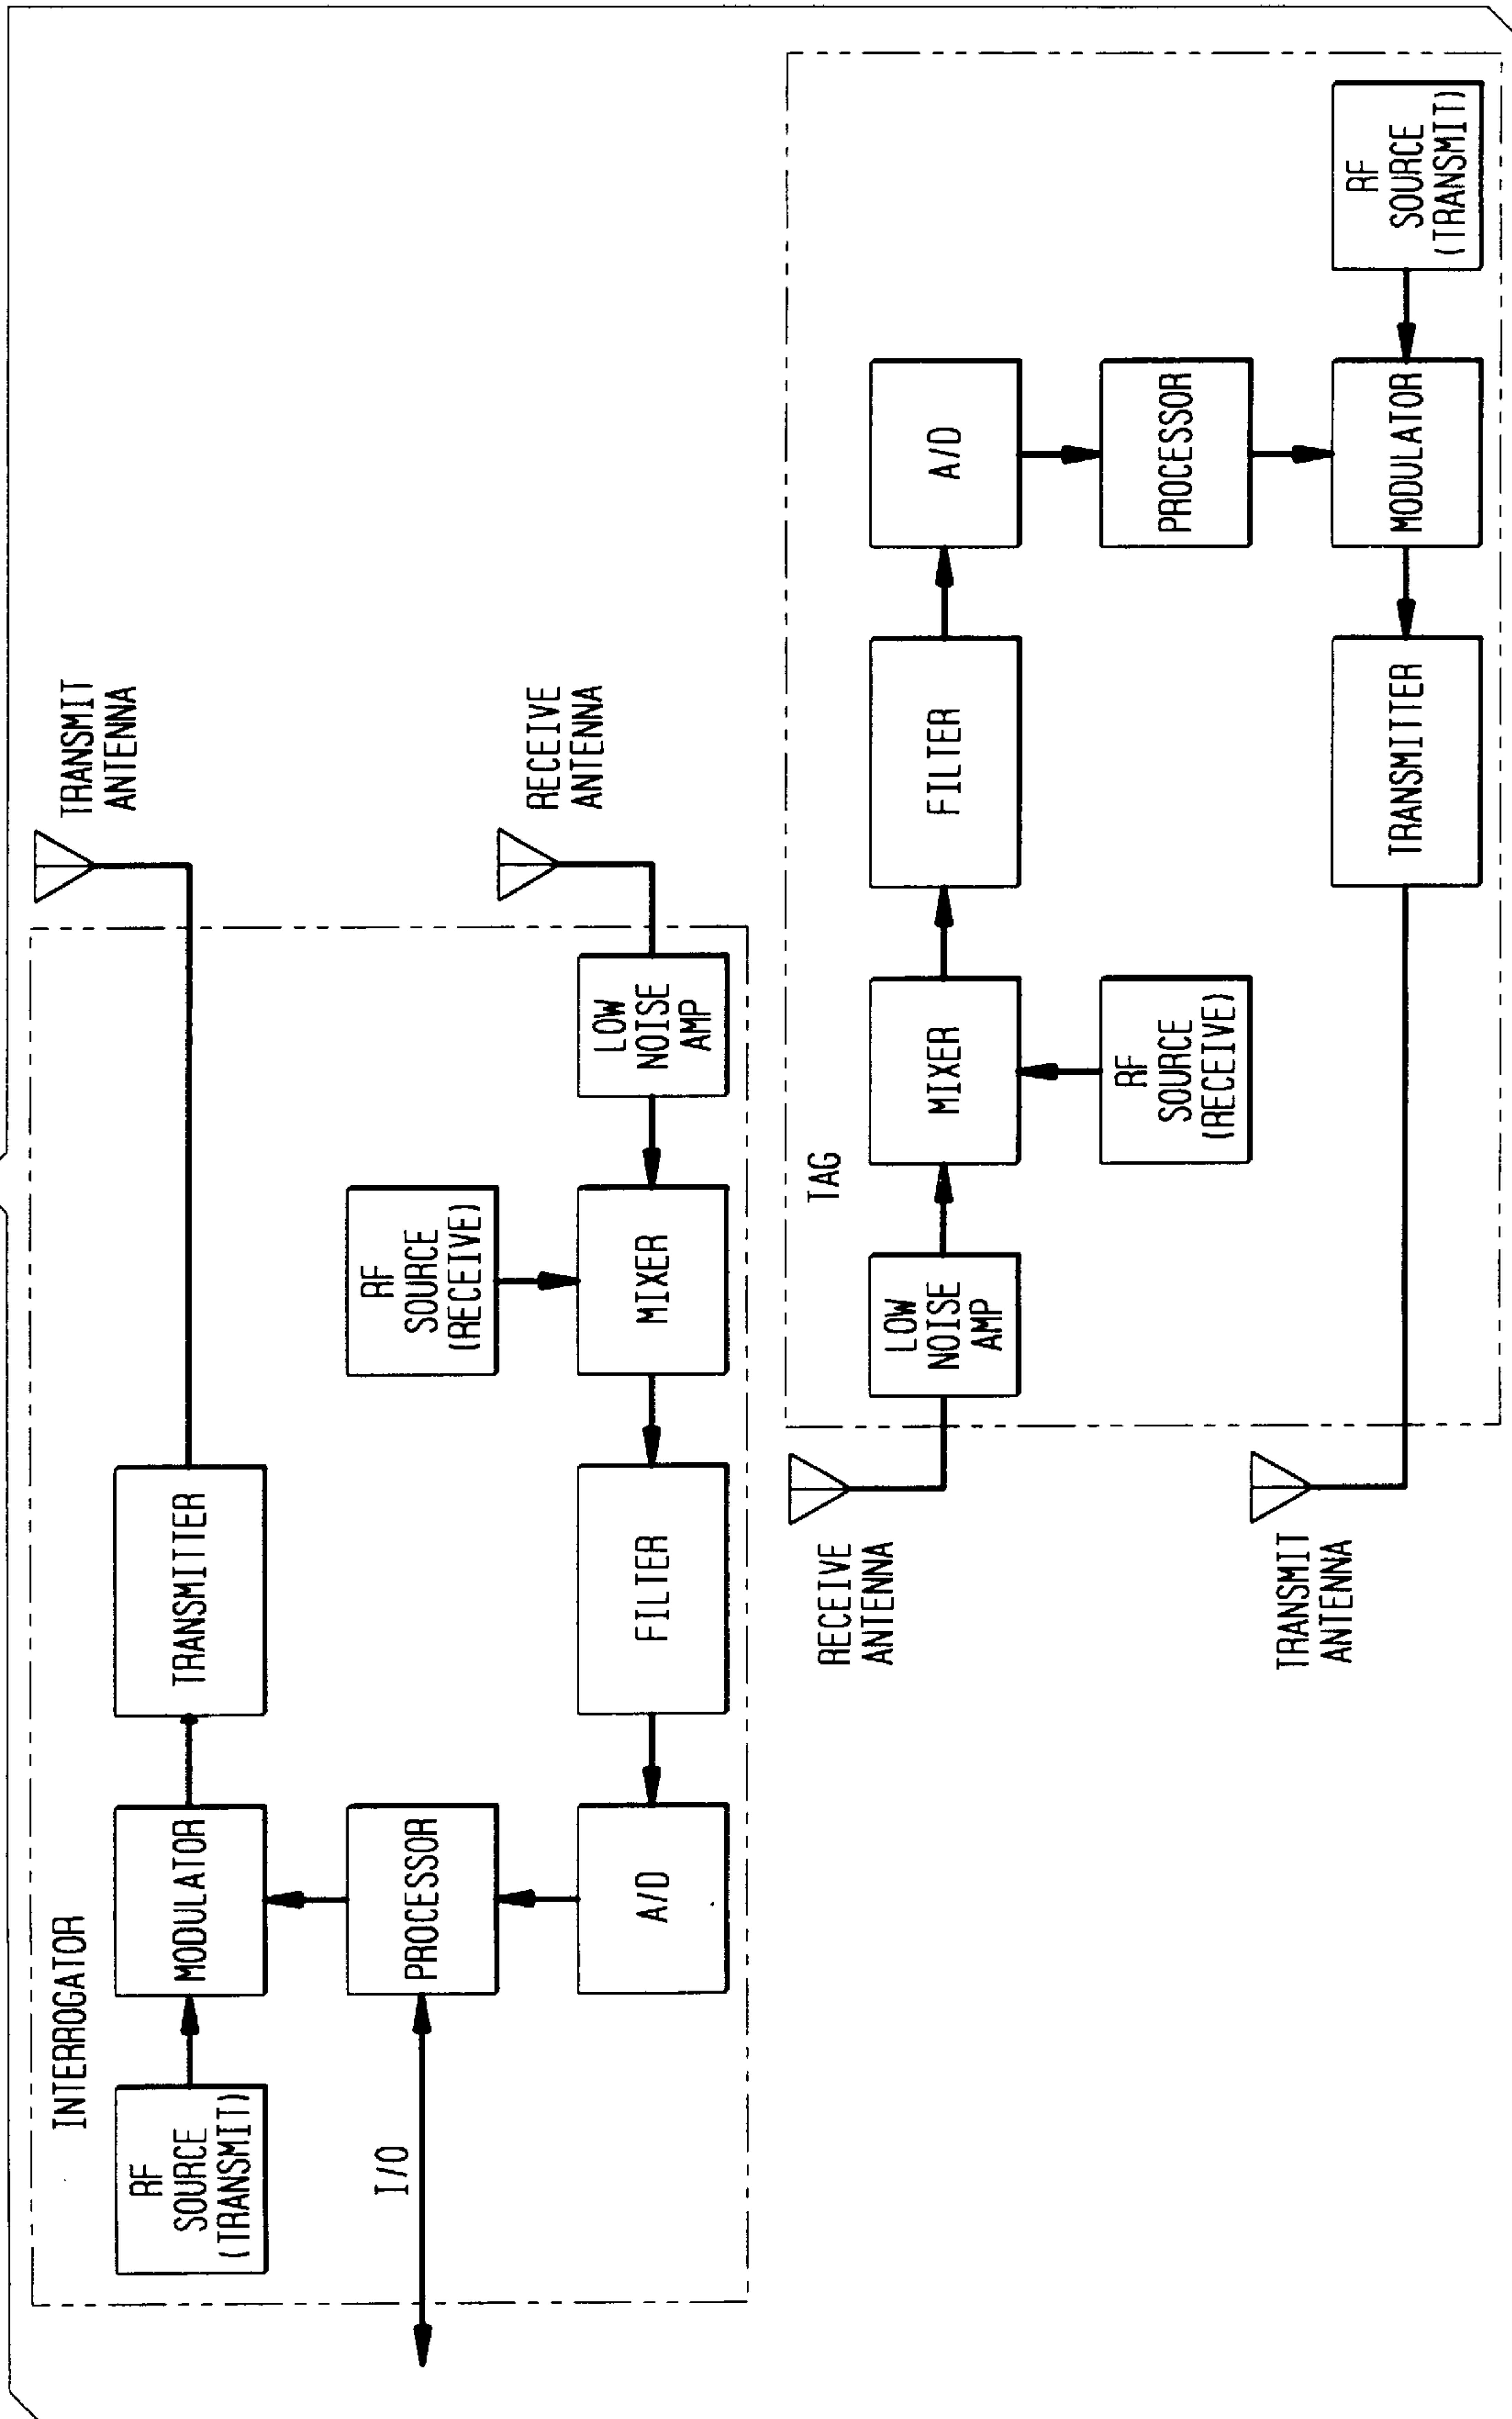 INTERROGATOR
RF
SOURCE
(TRANSMIT)
MODULATOR
TRANSMITTER
TRANSMIT
ANTENNA
I/O
PROCESSOR
RF
SOURCE
(RECEIVE)
RECEIVE
ANTENNA
A/D
FILTER
MIXER
LOW
NOISE
AMP
TAG
RECEIVE
ANTENNA
LOW
NOISE
AMP
MIXER
FILTER
A/D
RF
SOURCE
(RECEIVE)
PROCESSOR
TRANSMIT
ANTENNA
TRANSMITTER
MODULATOR
RF
SOURCE
(TRANSMIT)